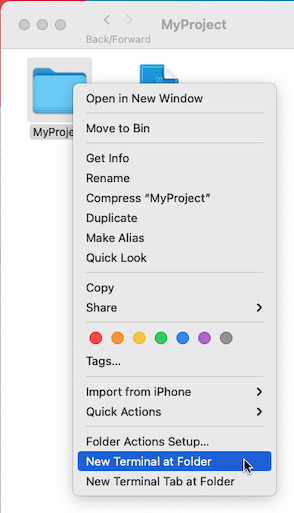 MyProject
Back/Forward
MyProje
Open in New Window
Move to Bin
Get Info
Rename
Compress “MyProject”
Duplicate
Make Alias
Quick Look
Copy
Share
Tags...
Import from iPhone
Quick Actions
Folder Actions Setup...
New Terminal at Folder
New Terminal Tab at Folder